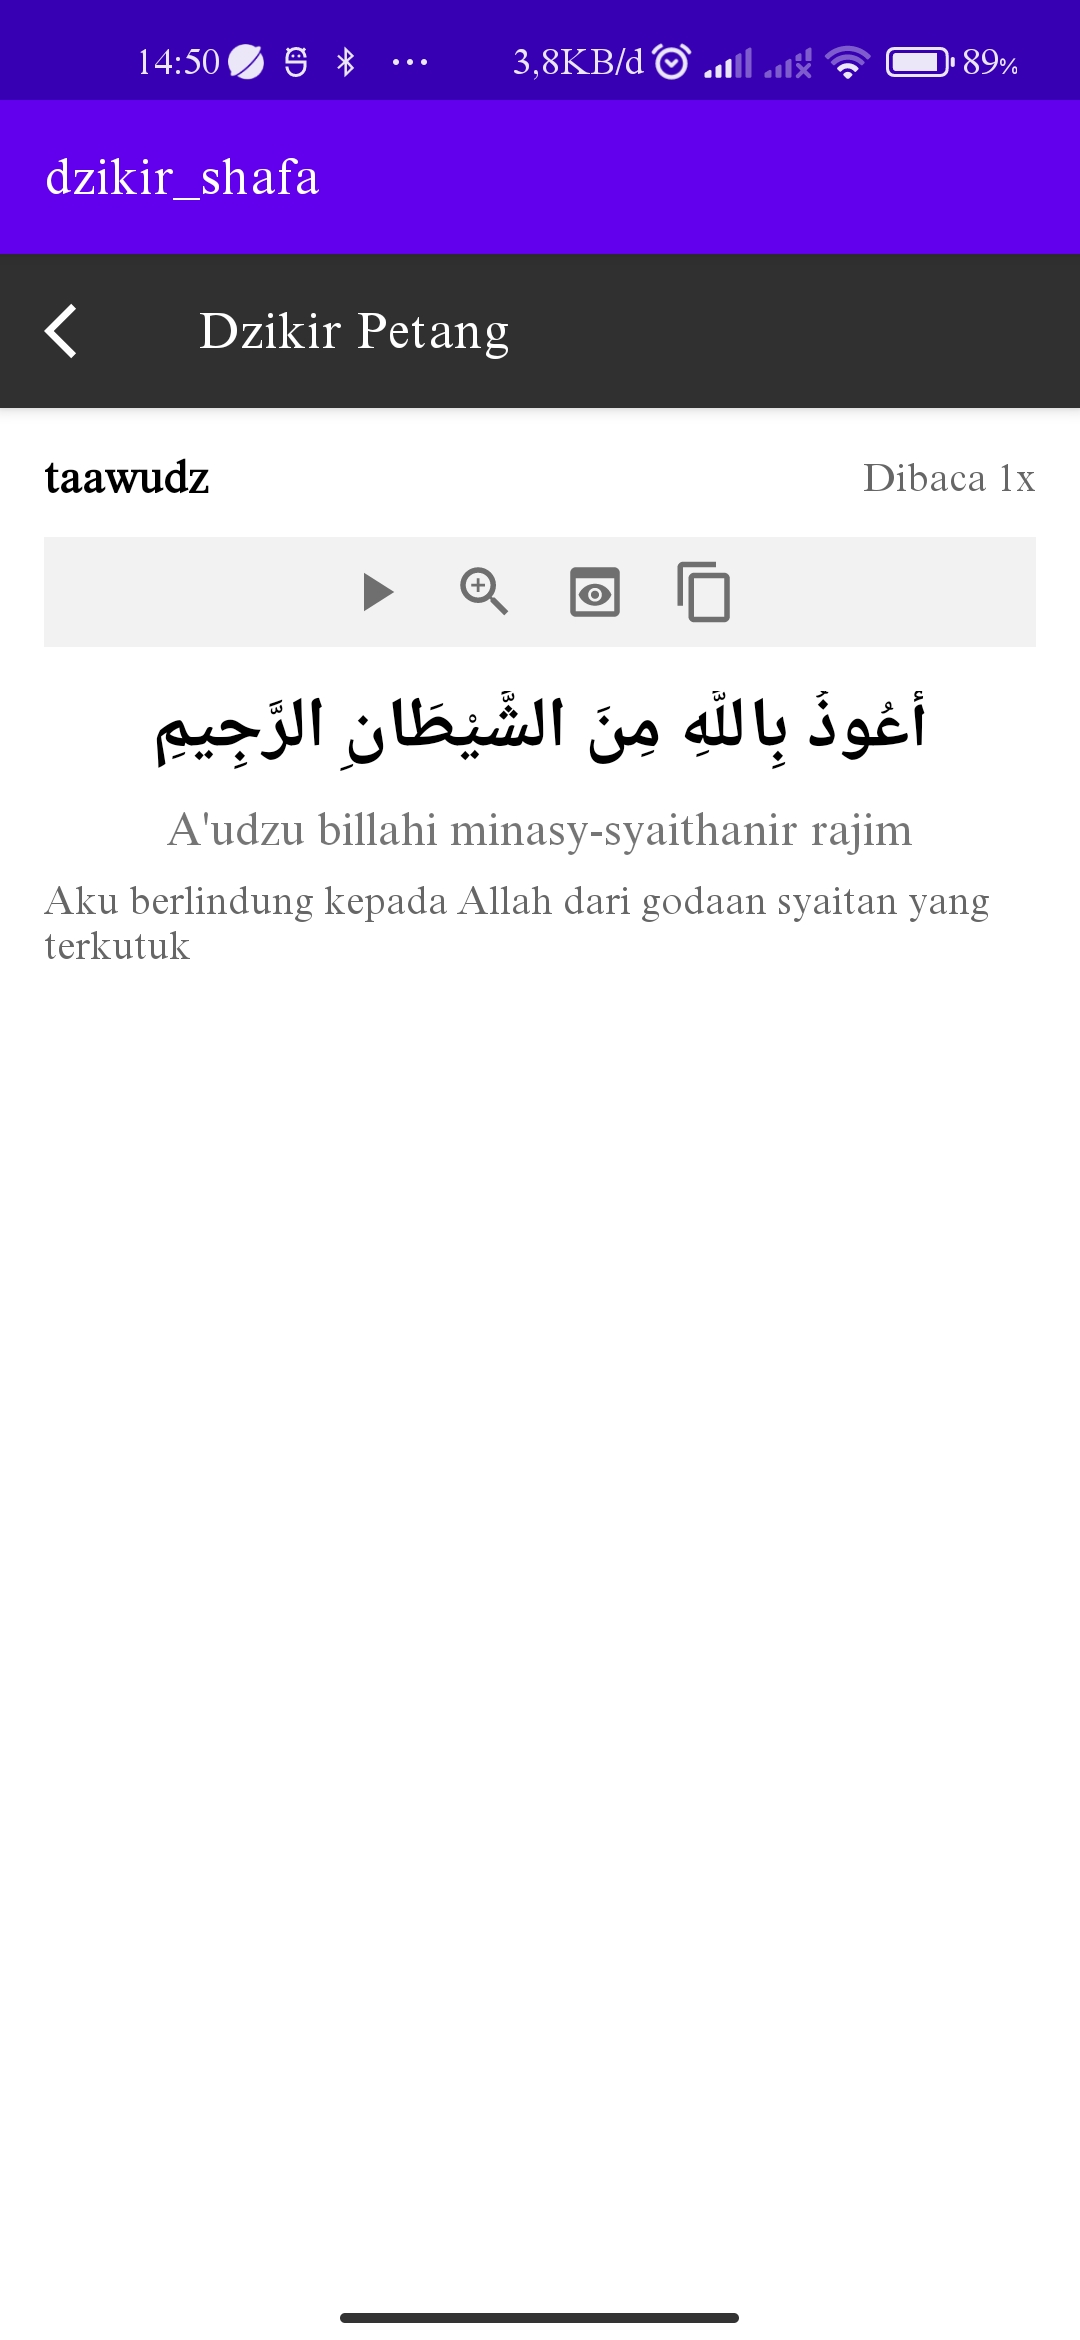 14:50 ... 3,8KB/d 89%
dzikir_shafa
Dzikir Petang
taawudz Dibaca 1x
أَعُوذُ بِاللَّهِ مِنَ الشَّيْطَانِ الرَّجِيمِ
A'udzu billahi minasy-syaithanir rajim
Aku berlindung kepada Allah dari godaan syaitan yang
terkutuk